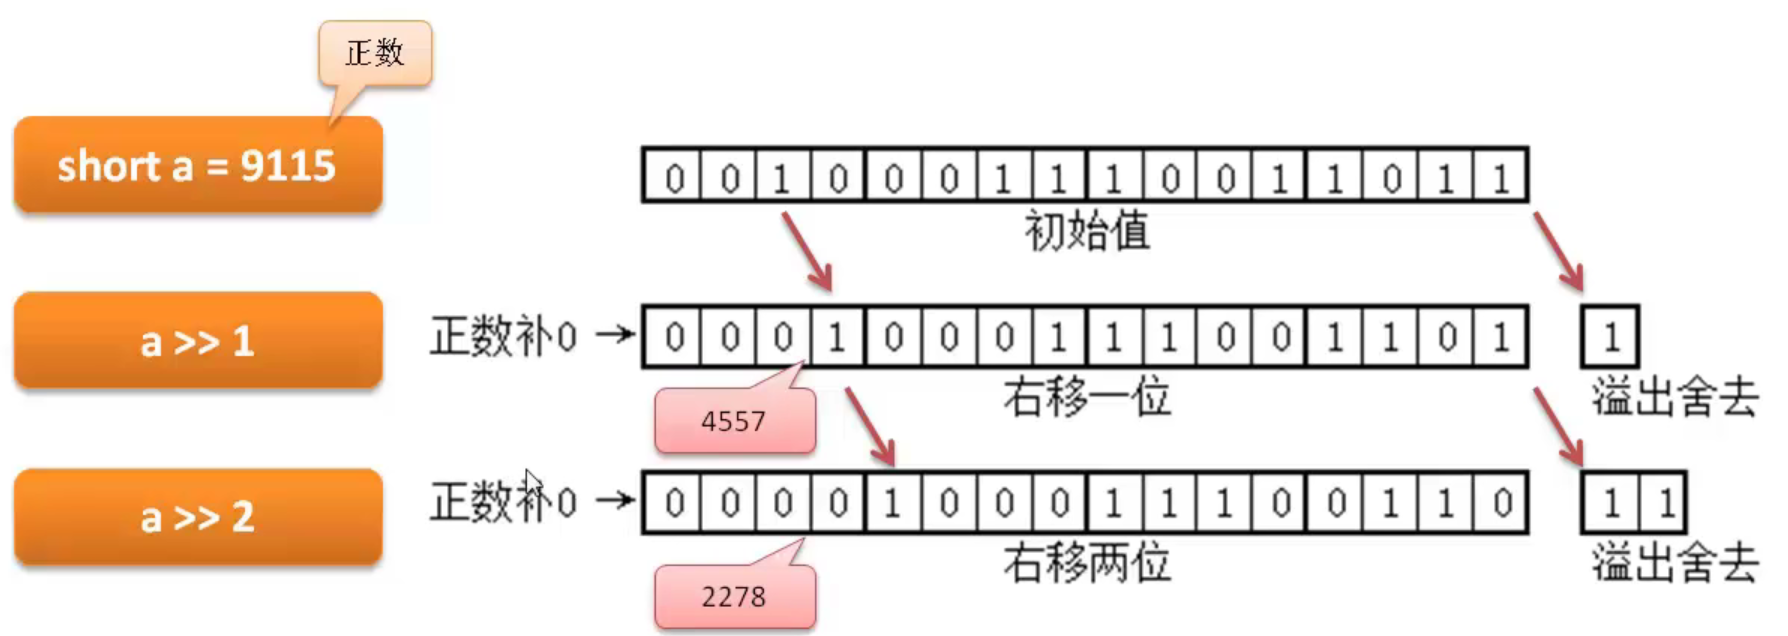 正数
short a = 9115
0 0 1 0 0 0 1 1 1 0 0 1 1 0 1 1
初始值
a >> 1
正数补0 → 0 0 0 1 0 0 0 1 1 1 0 0 1 1 0 1 1
4557
右移一位
溢出舍去
a >> 2
正数补0 → 0 0 0 0 1 0 0 0 1 1 1 0 0 1 1 0 1 1
2278
右移两位
溢出舍去